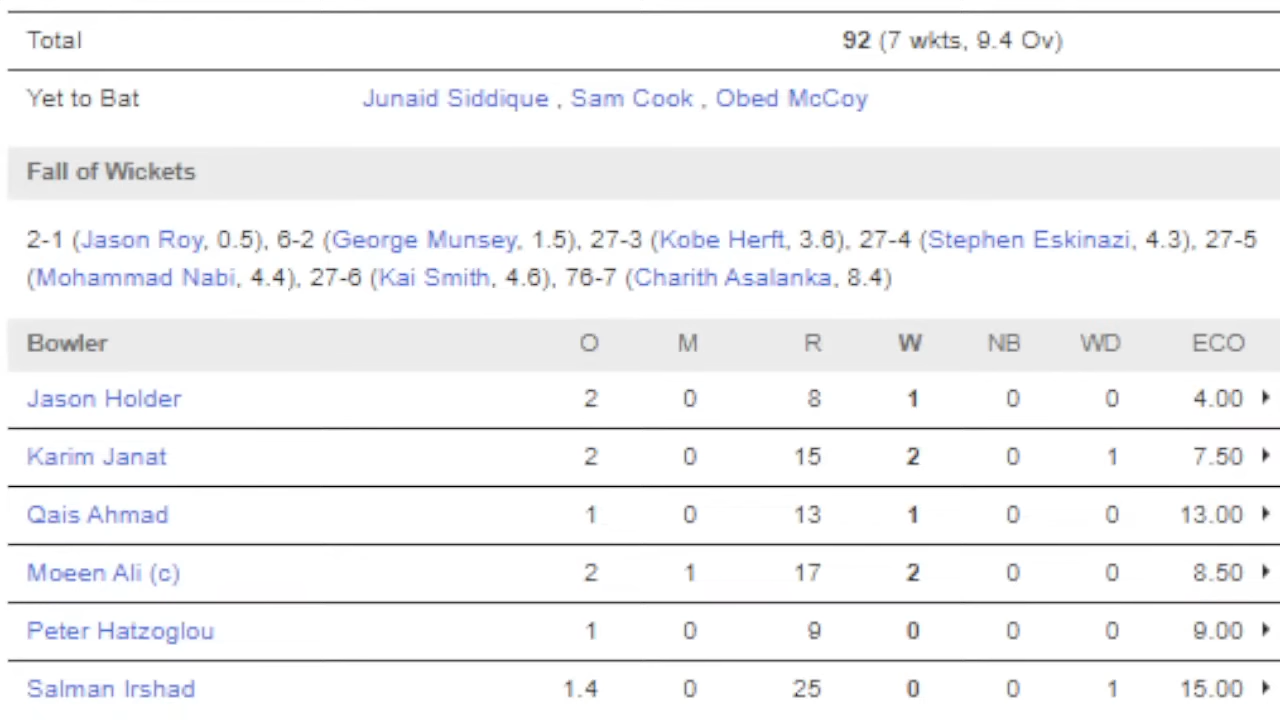 Total 92 (7 wkts, 9.4 Ov)
Yet to Bat Junaid Siddique , Sam Cook , Obed McCoy
Fall of Wickets
2-1 (Jason Roy, 0.5), 6-2 (George Munsey, 1.5), 27-3 (Kobe Herft, 3.6), 27-4 (Stephen Eskinazi, 4.3), 27-5
(Mohammad Nabi, 4.4), 27-6 (Kai Smith, 4.6), 76-7 (Charith Asalanka, 8.4)
Bowler O M R W NB WD ECO
Jason Holder 2 0 8 1 0 0 4.00
Karim Janat 2 0 15 2 0 1 7.50
Qais Ahmad 1 0 13 1 0 0 13.00
Moeen Ali (c) 2 1 17 2 0 0 8.50
Peter Hatzoglou 1 0 9 0 0 0 9.00
Salman Irshad 1.4 0 25 0 0 1 15.00